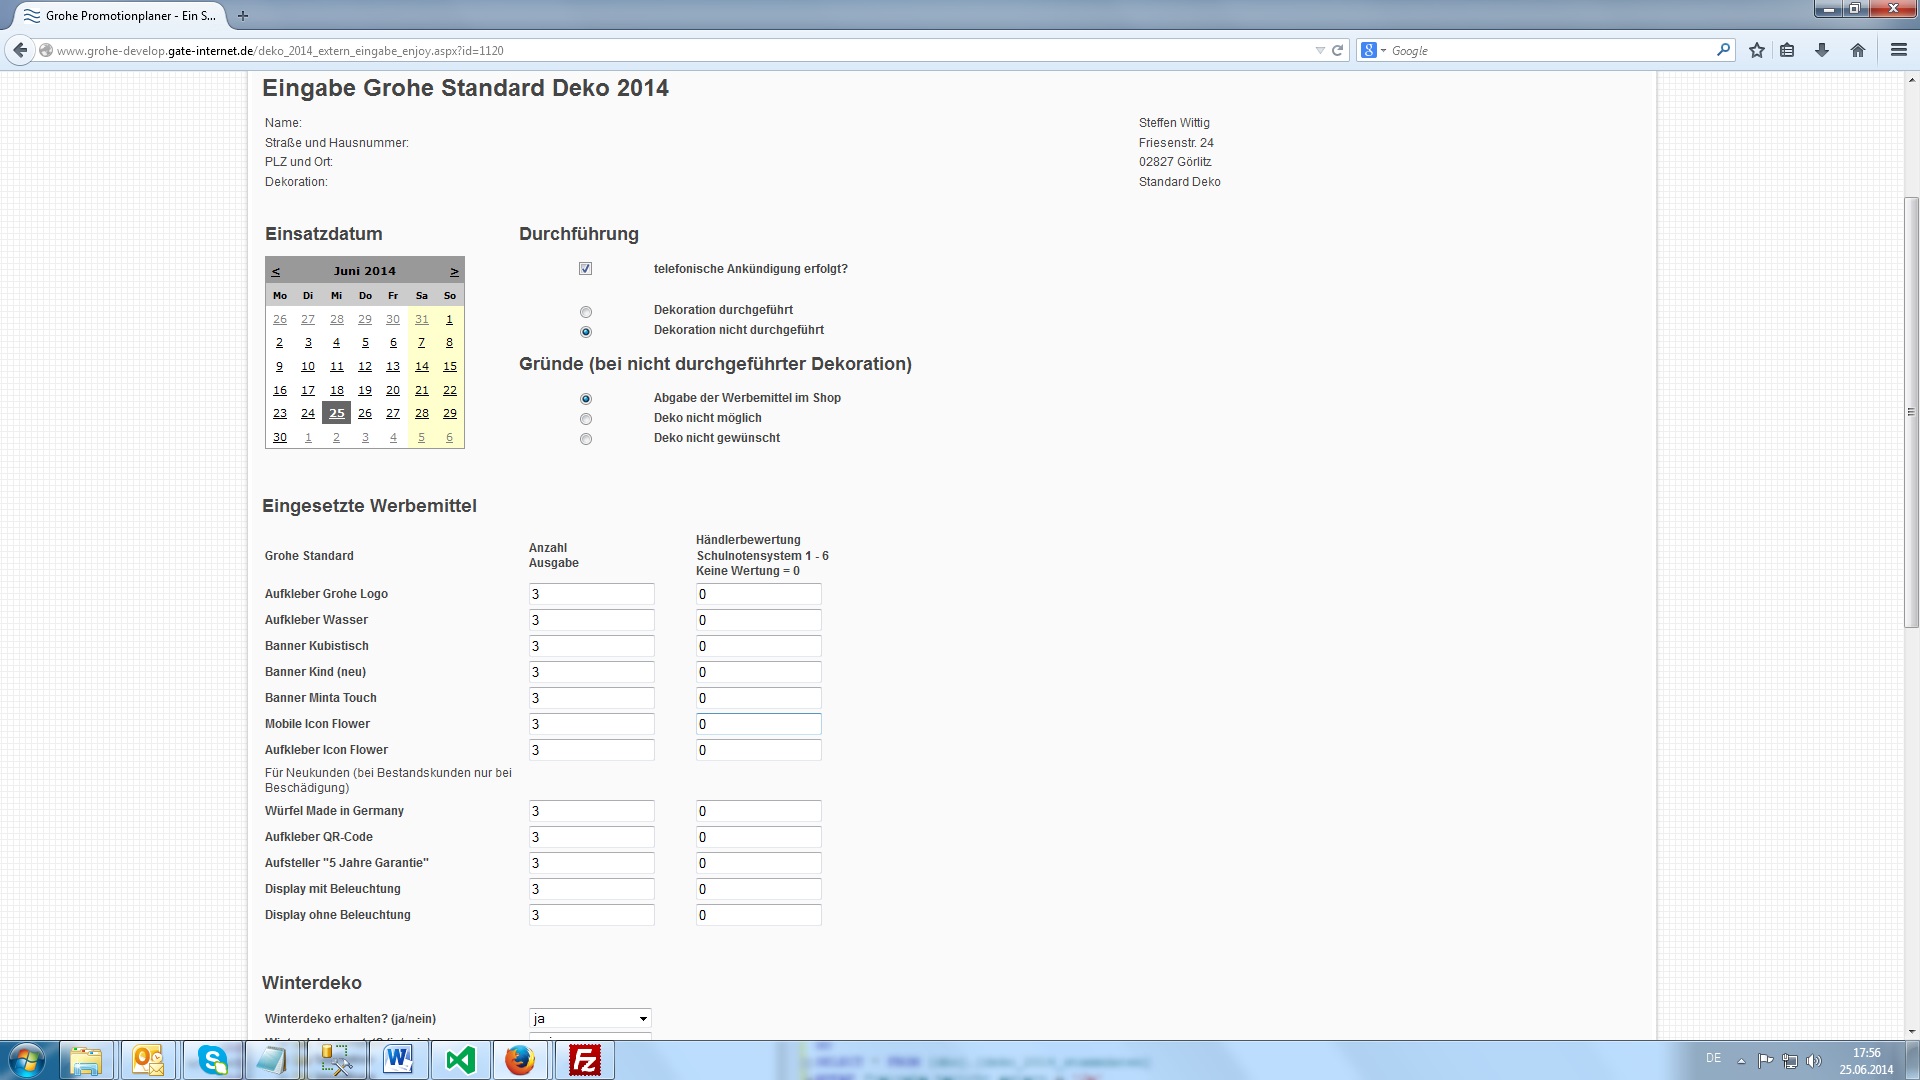 Grohe Promotionplaner - Ein S...
www.grohe-develop.gate-internet.de/deko_2014_extern_eingabe_enjoy.aspx?id=1120
Google
Eingabe Grohe Standard Deko 2014
Name: Steffen Wittig
Straße und Hausnummer: Friesenstr. 24
PLZ und Ort: 02827 Görlitz
Dekoration: Standard Deko
Einsatzdatum
< Juni 2014 >
Mo Di Mi Do Fr Sa So
26 27 28 29 30 31 1
2 3 4 5 6 7 8
9 10 11 12 13 14 15
16 17 18 19 20 21 22
23 24 25 26 27 28 29
30 1 2 3 4 5 6
Durchführung
telefonische Ankündigung erfolgt?
Dekoration durchgeführt
Dekoration nicht durchgeführt
Gründe (bei nicht durchgeführter Dekoration)
Abgabe der Werbemittel im Shop
Deko nicht möglich
Deko nicht gewünscht
Eingesetzte Werbemittel
Grohe Standard
Anzahl
Ausgabe
Händlerbewertung
Schulnotensystem 1 - 6
Keine Wertung = 0
Aufkleber Grohe Logo 3 0
Aufkleber Wasser 3 0
Banner Kubistisch 3 0
Banner Kind (neu) 3 0
Banner Minta Touch 3 0
Mobile Icon Flower 3 0
Aufkleber Icon Flower 3 0
Für Neukunden (bei Bestandskunden nur bei
Beschädigung)
Würfel Made in Germany 3 0
Aufkleber QR-Code 3 0
Aufsteller "5 Jahre Garantie" 3 0
Display mit Beleuchtung 3 0
Display ohne Beleuchtung 3 0
Winterdeko
Winterdeko erhalten? (ja/nein) ja
DE
17:56
25.06.2014